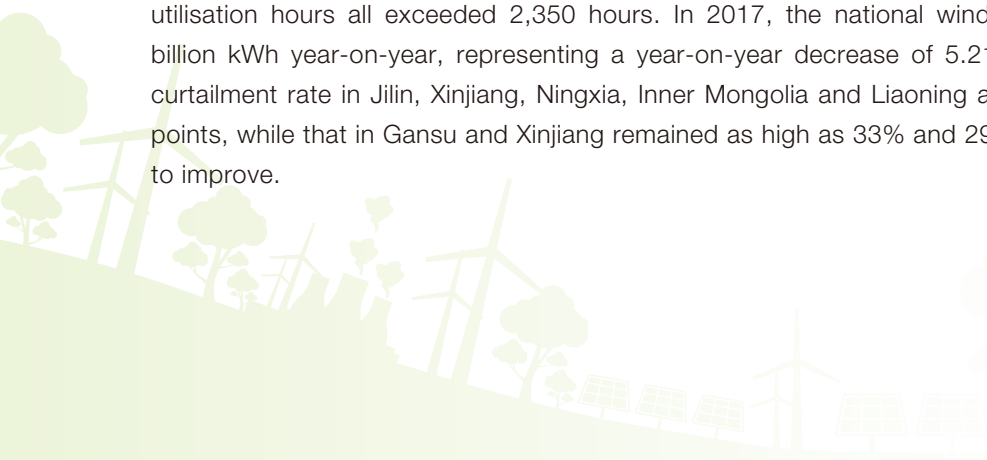 utilisation hours all exceeded 2,350 hours. In 2017, the national wind
billion kWh year-on-year, representing a year-on-year decrease of 5.21
curtailment rate in Jilin, Xinjiang, Ningxia, Inner Mongolia and Liaoning
points, while that in Gansu and Xinjiang remained as high as 33% and 29
to improve.